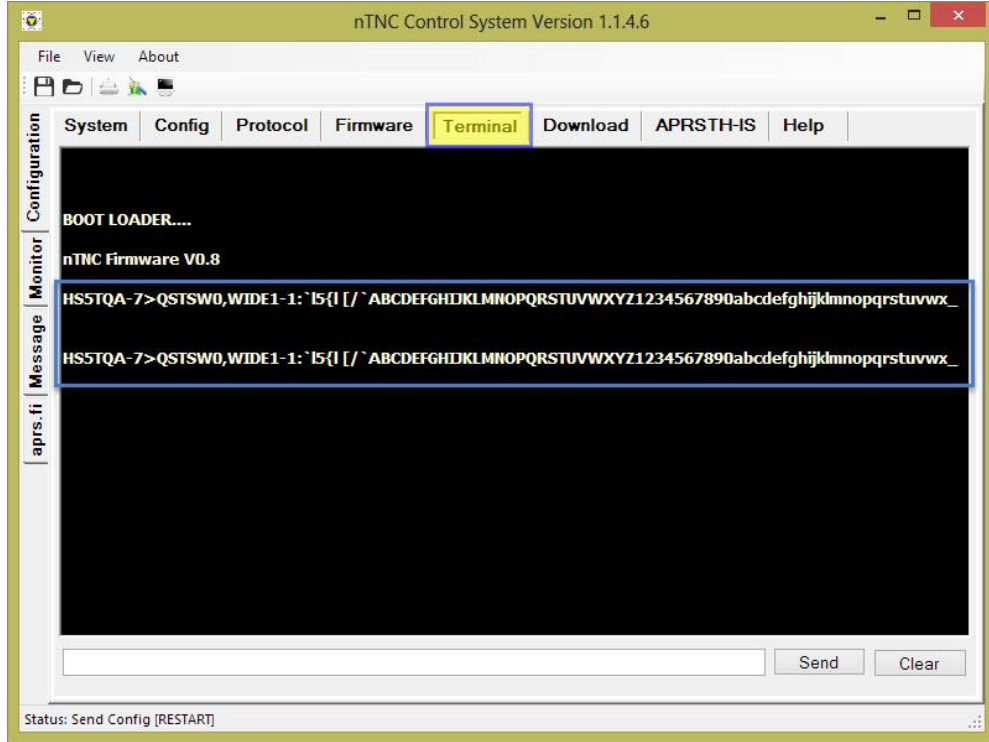 nTNC Control System Version 1.1.4.6
File View About
System Config Protocol Firmware Terminal Download APRSTH-IS Help
Configuration
Monitor
Message
aprs.fi
BOOT LOADER....
nTNC Firmware V0.8
HS5TQA-7>QSTSW0,WIDE1-1:`l5{l [/`ABCDEFGHIJKLMNOPQRSTUVWXYZ1234567890abcdefghijklmnopqrstuvwx_
HS5TQA-7>QSTSW0,WIDE1-1:`l5{l [/`ABCDEFGHIJKLMNOPQRSTUVWXYZ1234567890abcdefghijklmnopqrstuvwx_
Send Clear
Status: Send Config [RESTART]